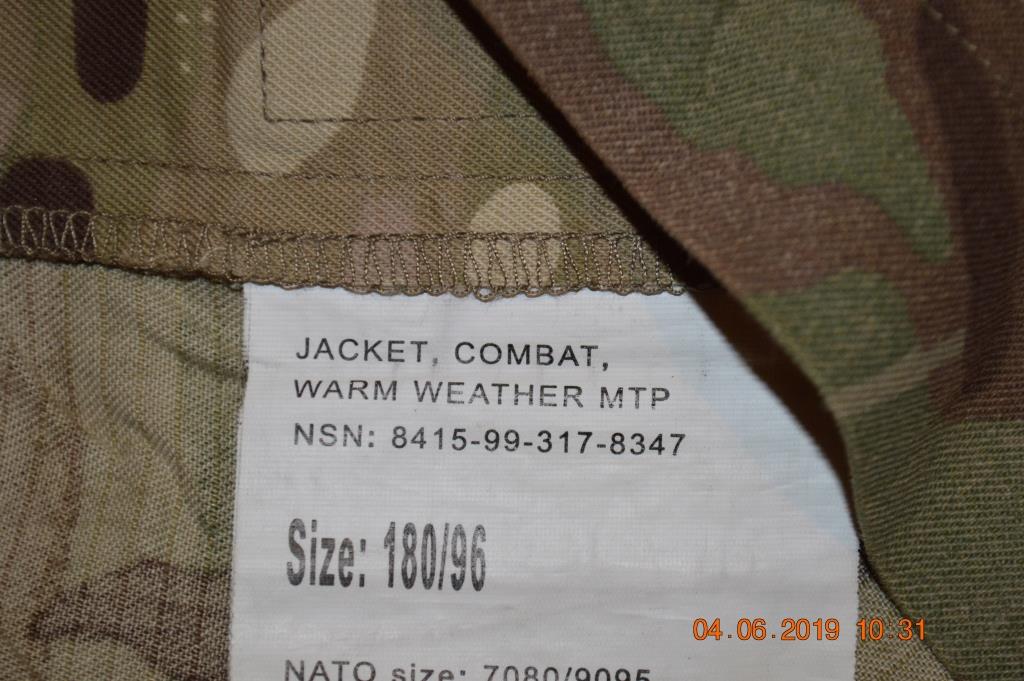 JACKET, COMBAT,
WARM WEATHER MTP
NSN: 8415-99-317-8347
Size: 180/96
NATO size: 7080/9095
04.06.2019 10:31